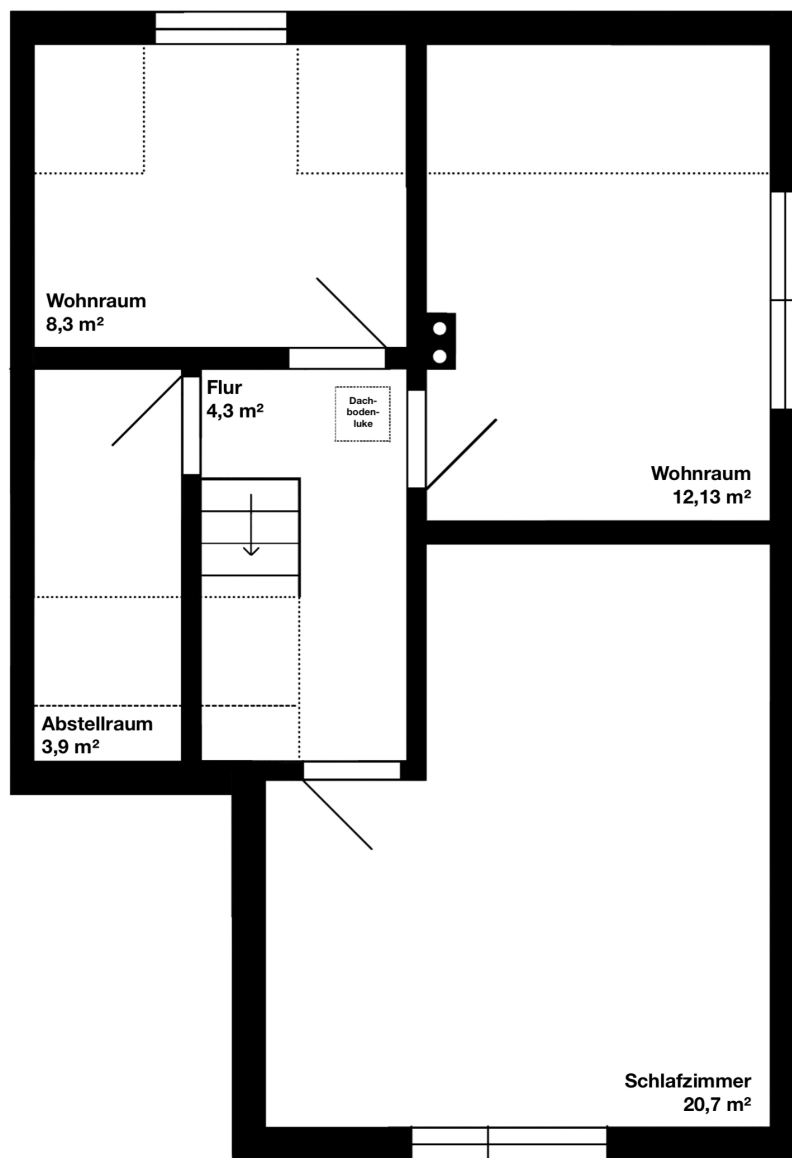 Wohnraum
8,3 m²
Flur
4,3 m²
Dach-
boden-
luke
Wohnraum
12,13 m²
Abstellraum
3,9 m²
Schlafzimmer
20,7 m²